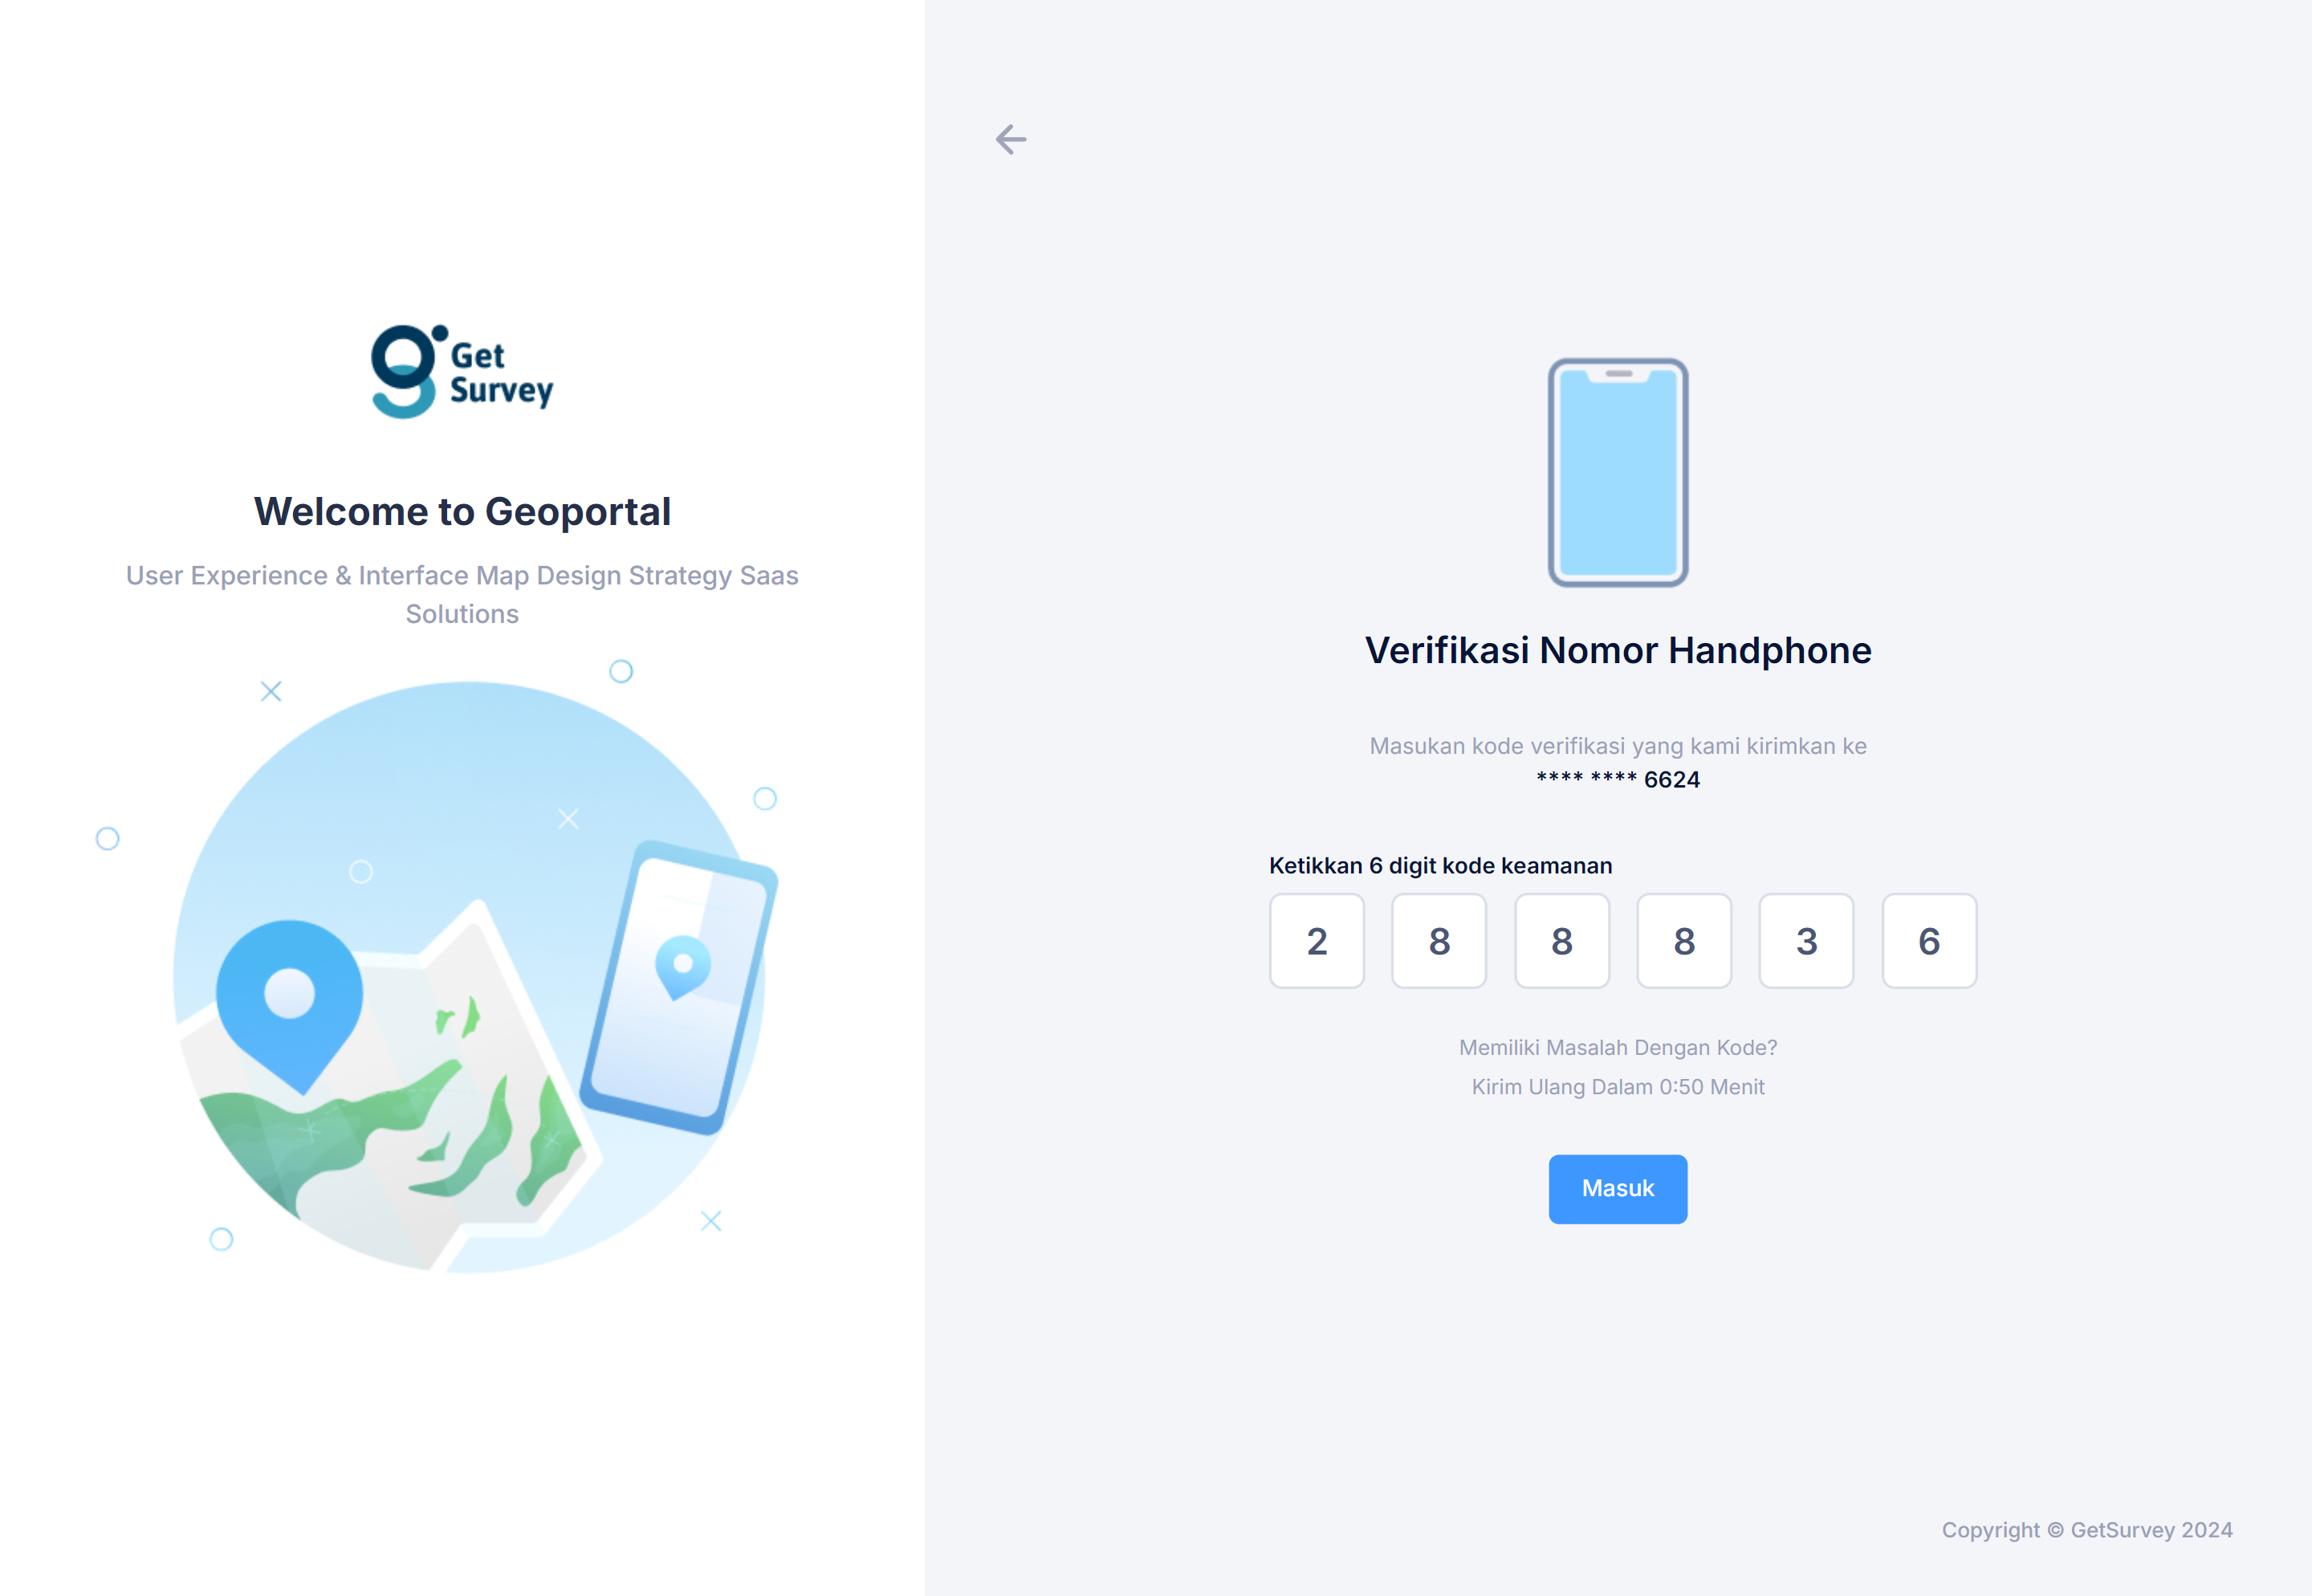 Get
Survey
Welcome to Geoportal
User Experience & Interface Map Design Strategy Saas
Solutions
Verifikasi Nomor Handphone
Masukan kode verifikasi yang kami kirimkan ke
**** **** 6624
Ketikkan 6 digit kode keamanan
2 8 8 8 3 6
Memiliki Masalah Dengan Kode?
Kirim Ulang Dalam 0:50 Menit
Masuk
Copyright © GetSurvey 2024